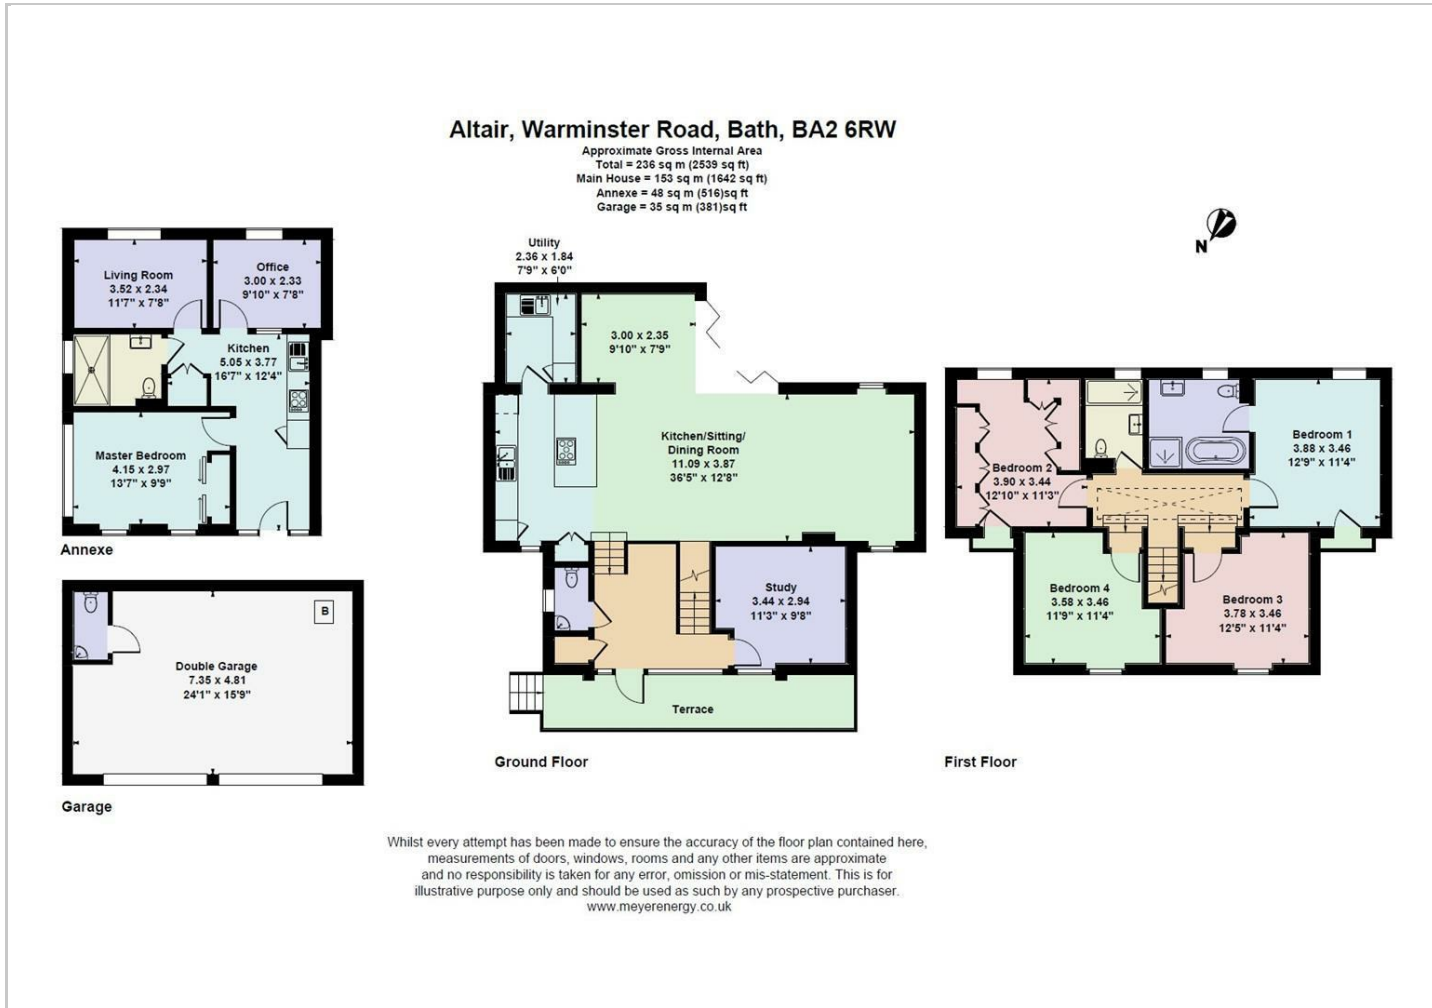 Altair, Warminster Road, Bath, BA2 6RW
Approximate Gross Internal Area
Total = 236 sq m (2539 sq ft)
Main House = 153 sq m (1642 sq ft)
Annexe = 48 sq m (516)sq ft
Garage = 35 sq m (381)sq ft
N
Living Room
3.52 x 2.34
11'7" x 7'8"
Office
3.00 x 2.33
9'10" x 7'8"
Kitchen
5.05 x 3.77
16'7" x 12'4"
Master Bedroom
4.15 x 2.97
13'7" x 9'9"
Annexe
B
Double Garage
7.35 x 4.81
24'1" x 15'9"
Garage
Utility
2.36 x 1.84
7'9" x 6'0"
3.00 x 2.35
9'10" x 7'9"
Kitchen/Sitting/
Dining Room
11.09 x 3.87
36'5" x 12'8"
Study
3.44 x 2.94
11'3" x 9'8"
Terrace
Ground Floor
Bedroom 1
3.88 x 3.46
12'9" x 11'4"
Bedroom 2
3.90 x 3.44
12'10" x 11'3"
Bedroom 4
3.58 x 3.46
11'9" x 11'4"
Bedroom 3
3.78 x 3.46
12'5" x 11'4"
First Floor
Whilst every attempt has been made to ensure the accuracy of the floor plan contained here,
measurements of doors, windows, rooms and any other items are approximate
and no responsibility is taken for any error, omission or mis-statement. This is for
illustrative purpose only and should be used as such by any prospective purchaser.
www.meyerenergy.co.uk